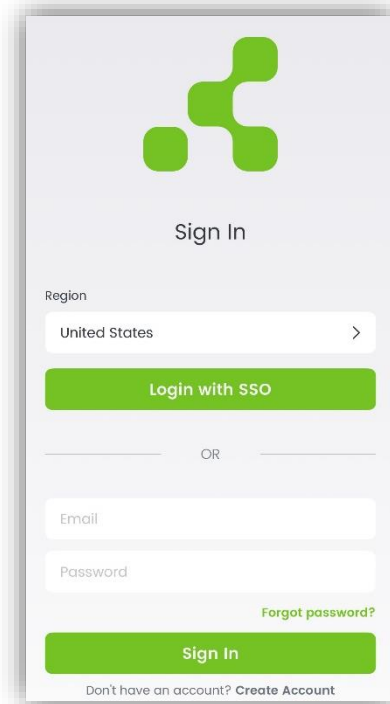 Sign In
Region
United States
Login with SSO
OR
Email
Password
Forgot password?
Sign In
Don't have an account? Create Account